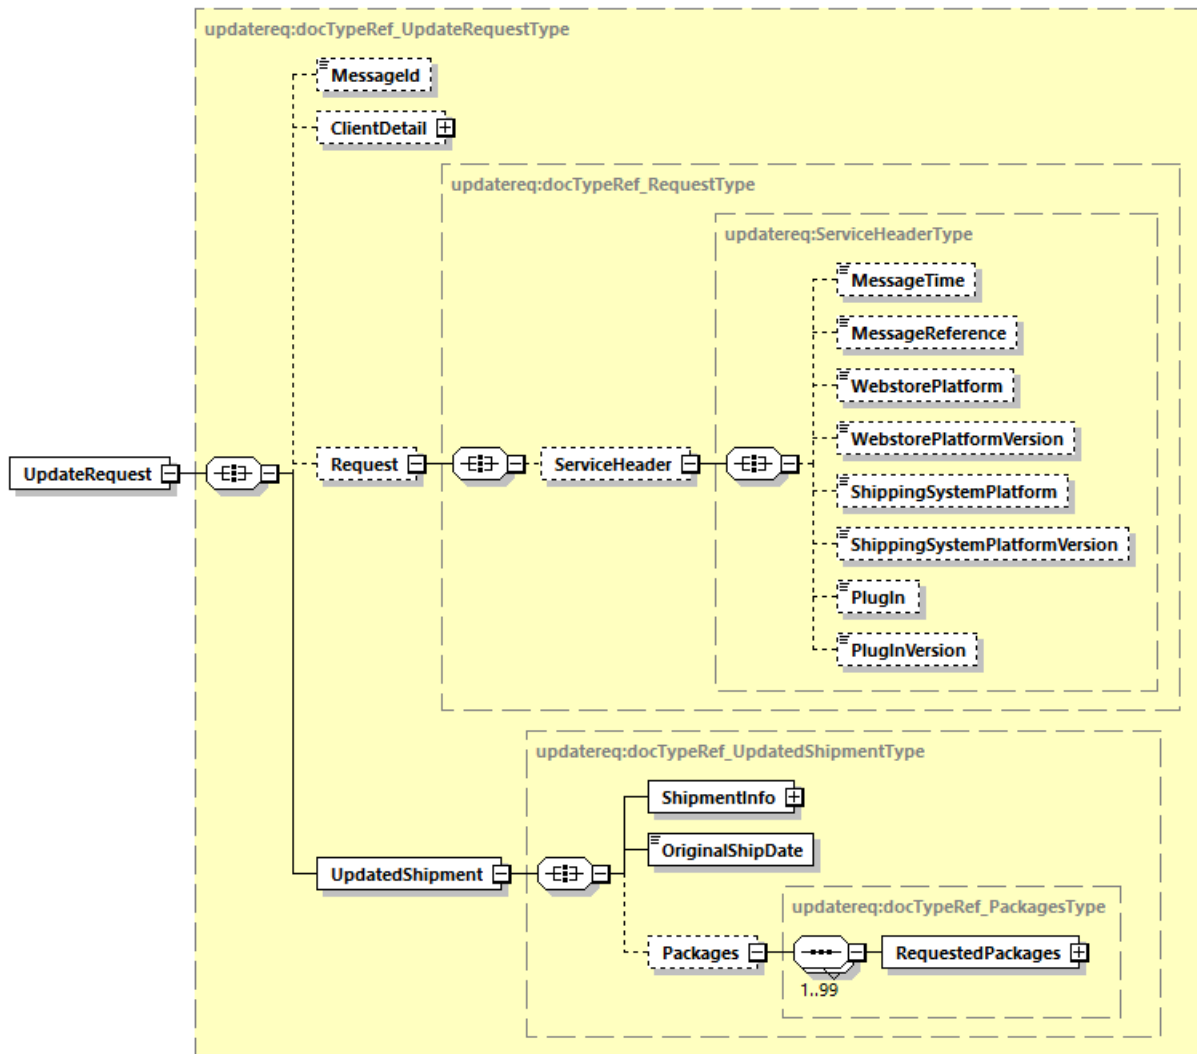 updatereq:docTypeRef_UpdateRequestType
MessageId
ClientDetail
updatereq:docTypeRef_RequestType
updatereq:ServiceHeaderType
MessageTime
MessageReference
WebstorePlatform
WebstorePlatformVersion
UpdateRequest
Request
ServiceHeader
ShippingSystemPlatform
ShippingSystemPlatformVersion
PlugIn
PlugInVersion
updatereq:docTypeRef_UpdatedShipmentType
ShipmentInfo
OriginalShipDate
UpdatedShipment
updatereq:docTypeRef_PackagesType
Packages
RequestedPackages
1..99